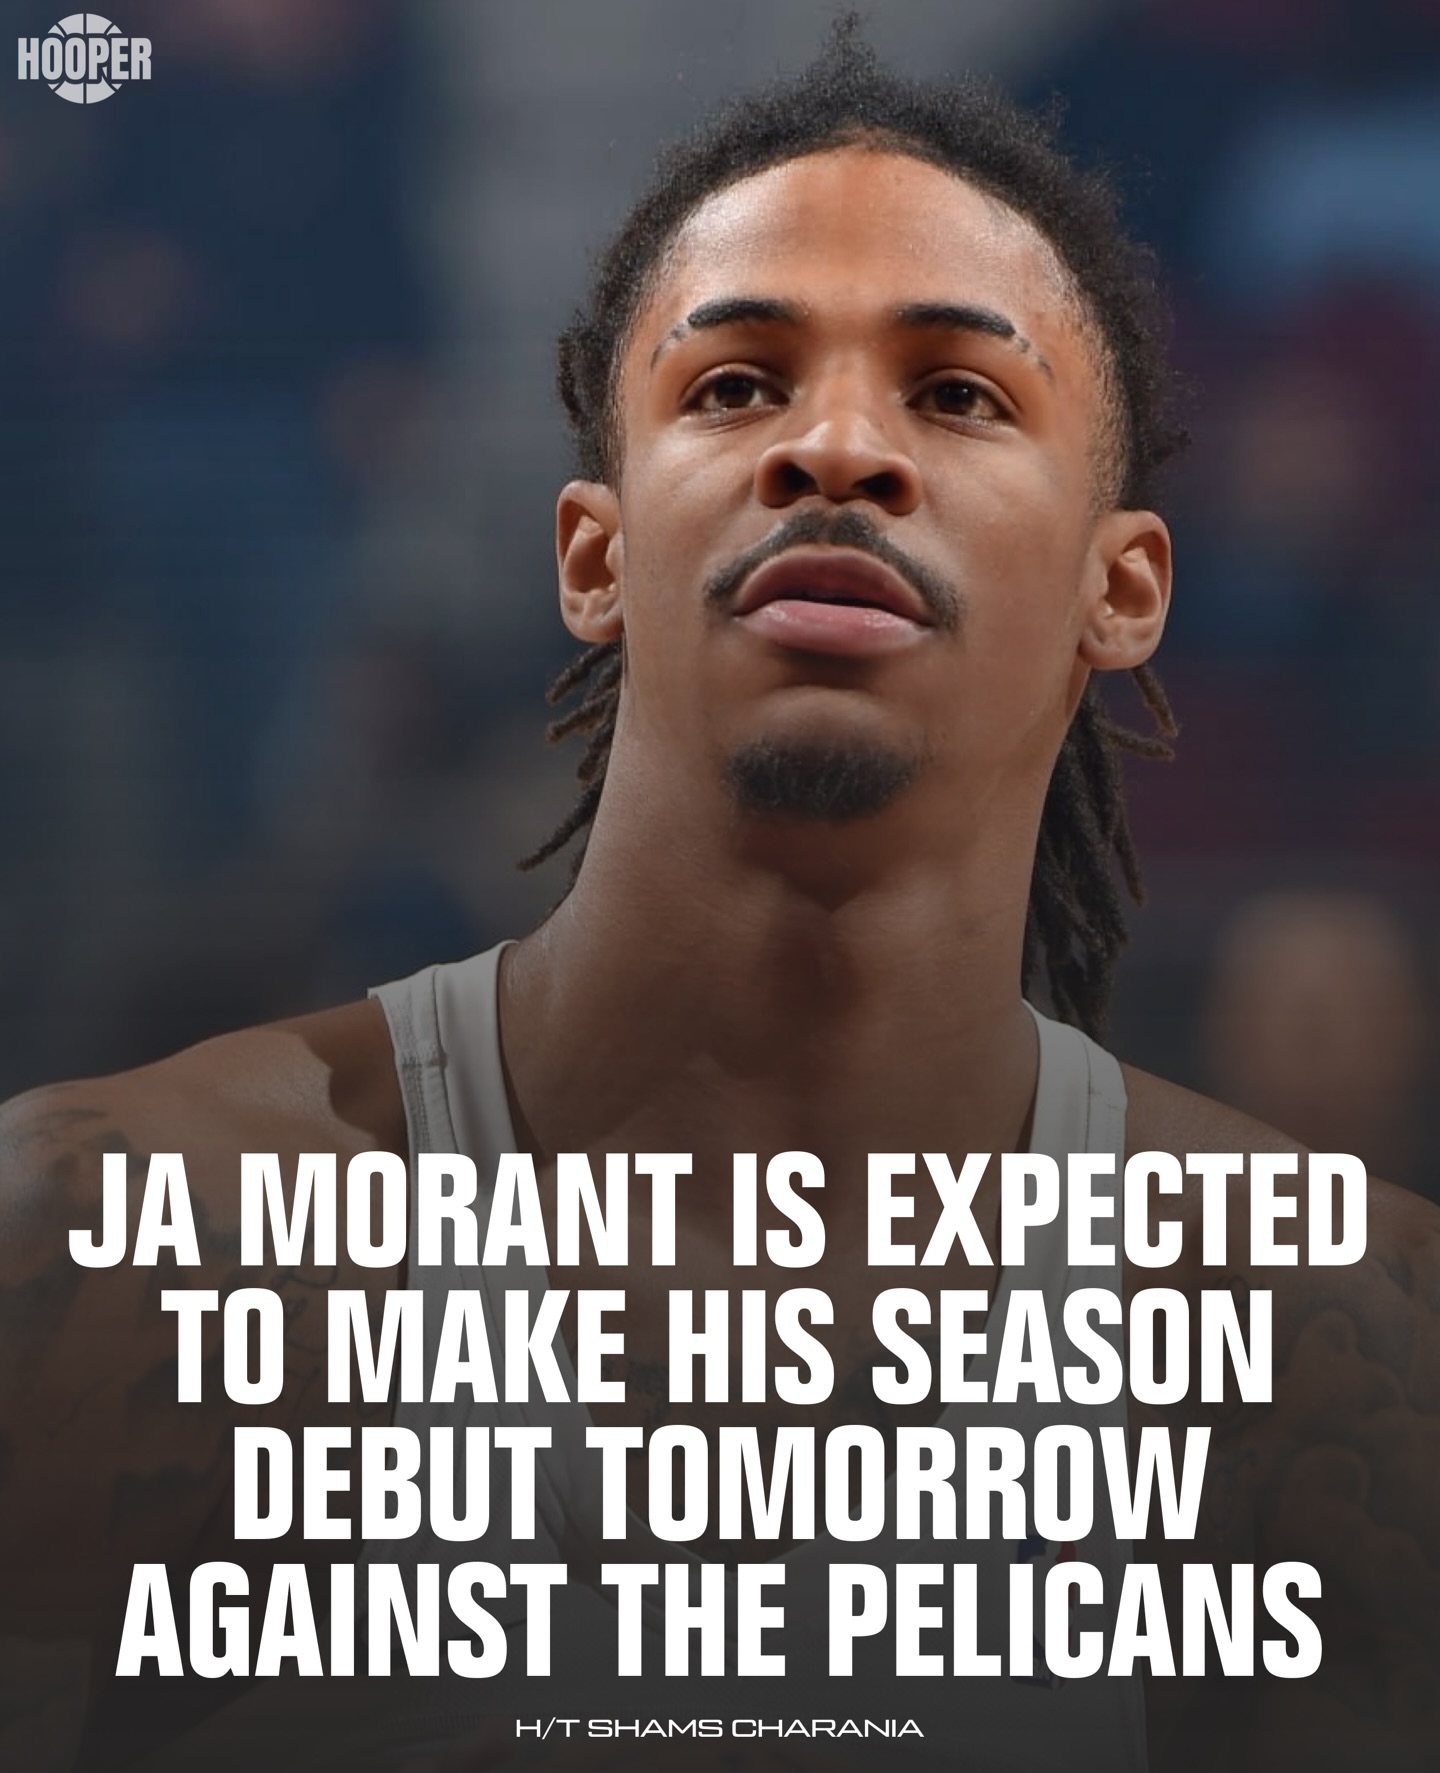 HOOPER
JA MORANT IS EXPECTED
TO MAKE HIS SEASON
DEBUT TOMORROW
AGAINST THE PELICANS
H/T SHAMS CHARANIA